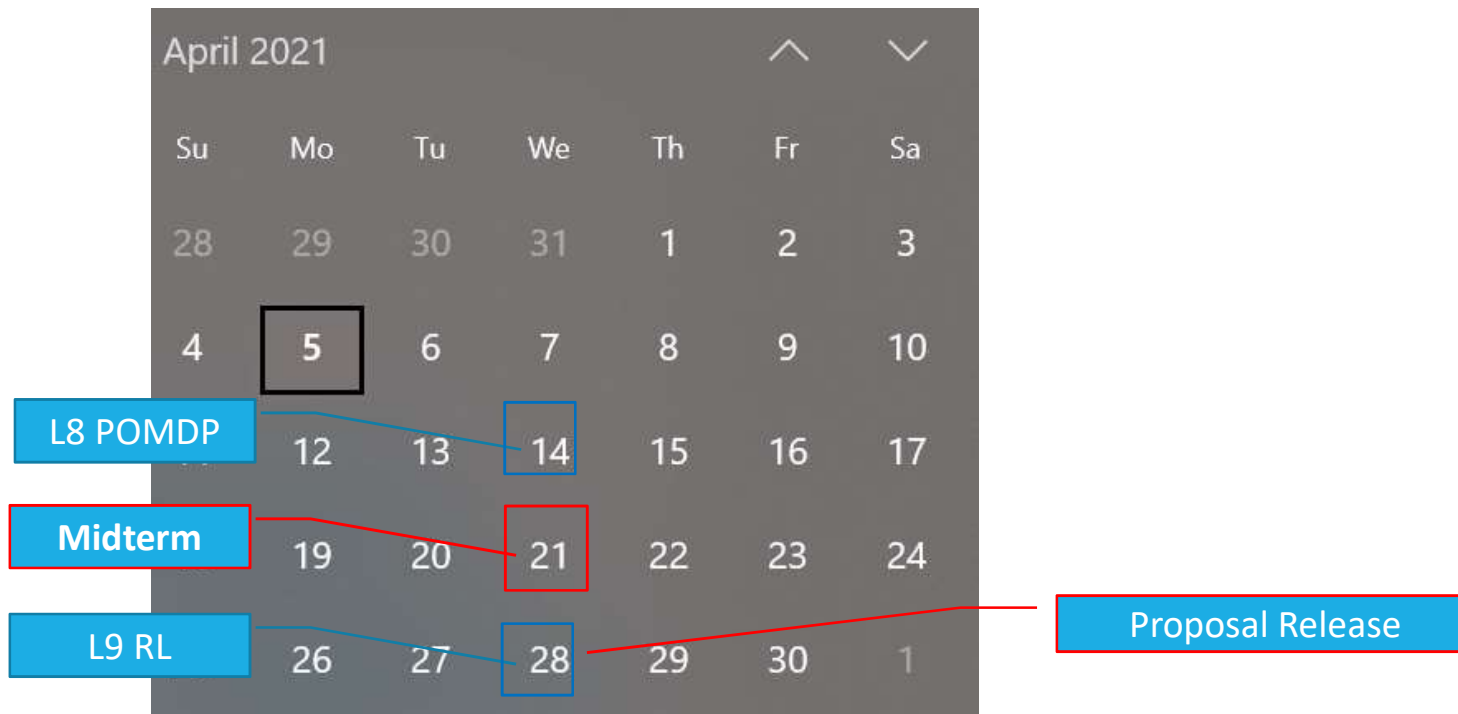 April 2021
Su Mo Tu We Th Fr Sa
28 29 30 31 1 2 3
4 5 6 7 8 9 10
L8 POMDP
12 13 14 15 16 17
Midterm
19 20 21 22 23 24
Proposal Release
L9 RL
26 27 28 29 30 1